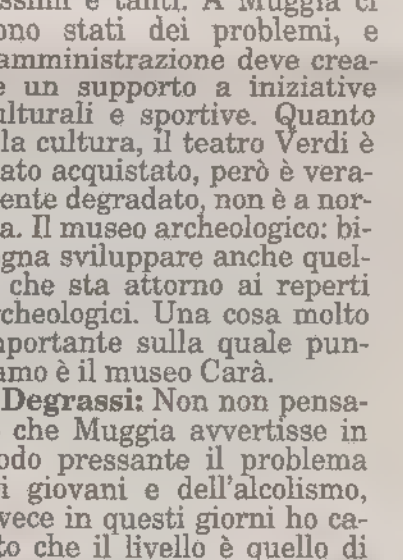 ssimi e tanti. A Muggia ci
ono stati dei problemi, e
amministrazione deve crea-
e un supporto a iniziative
ulturali e sportive. Quanto
la cultura, il teatro Verdi è
ato acquistato, però è vera-
ente degradato, non è a nor-
a. Il museo archeologico: bi-
gna sviluppare anche quel-
che sta attorno ai reperti
rcheologici. Una cosa molto
mportante sulla quale pun-
amo è il museo Carà.
Degrassi: Non non pensa-
che Muggia avvertisse in
odo pressante il problema
i giovani e dell'alcolismo,
vece in questi giorni ho ca-
to che il livello è quello di